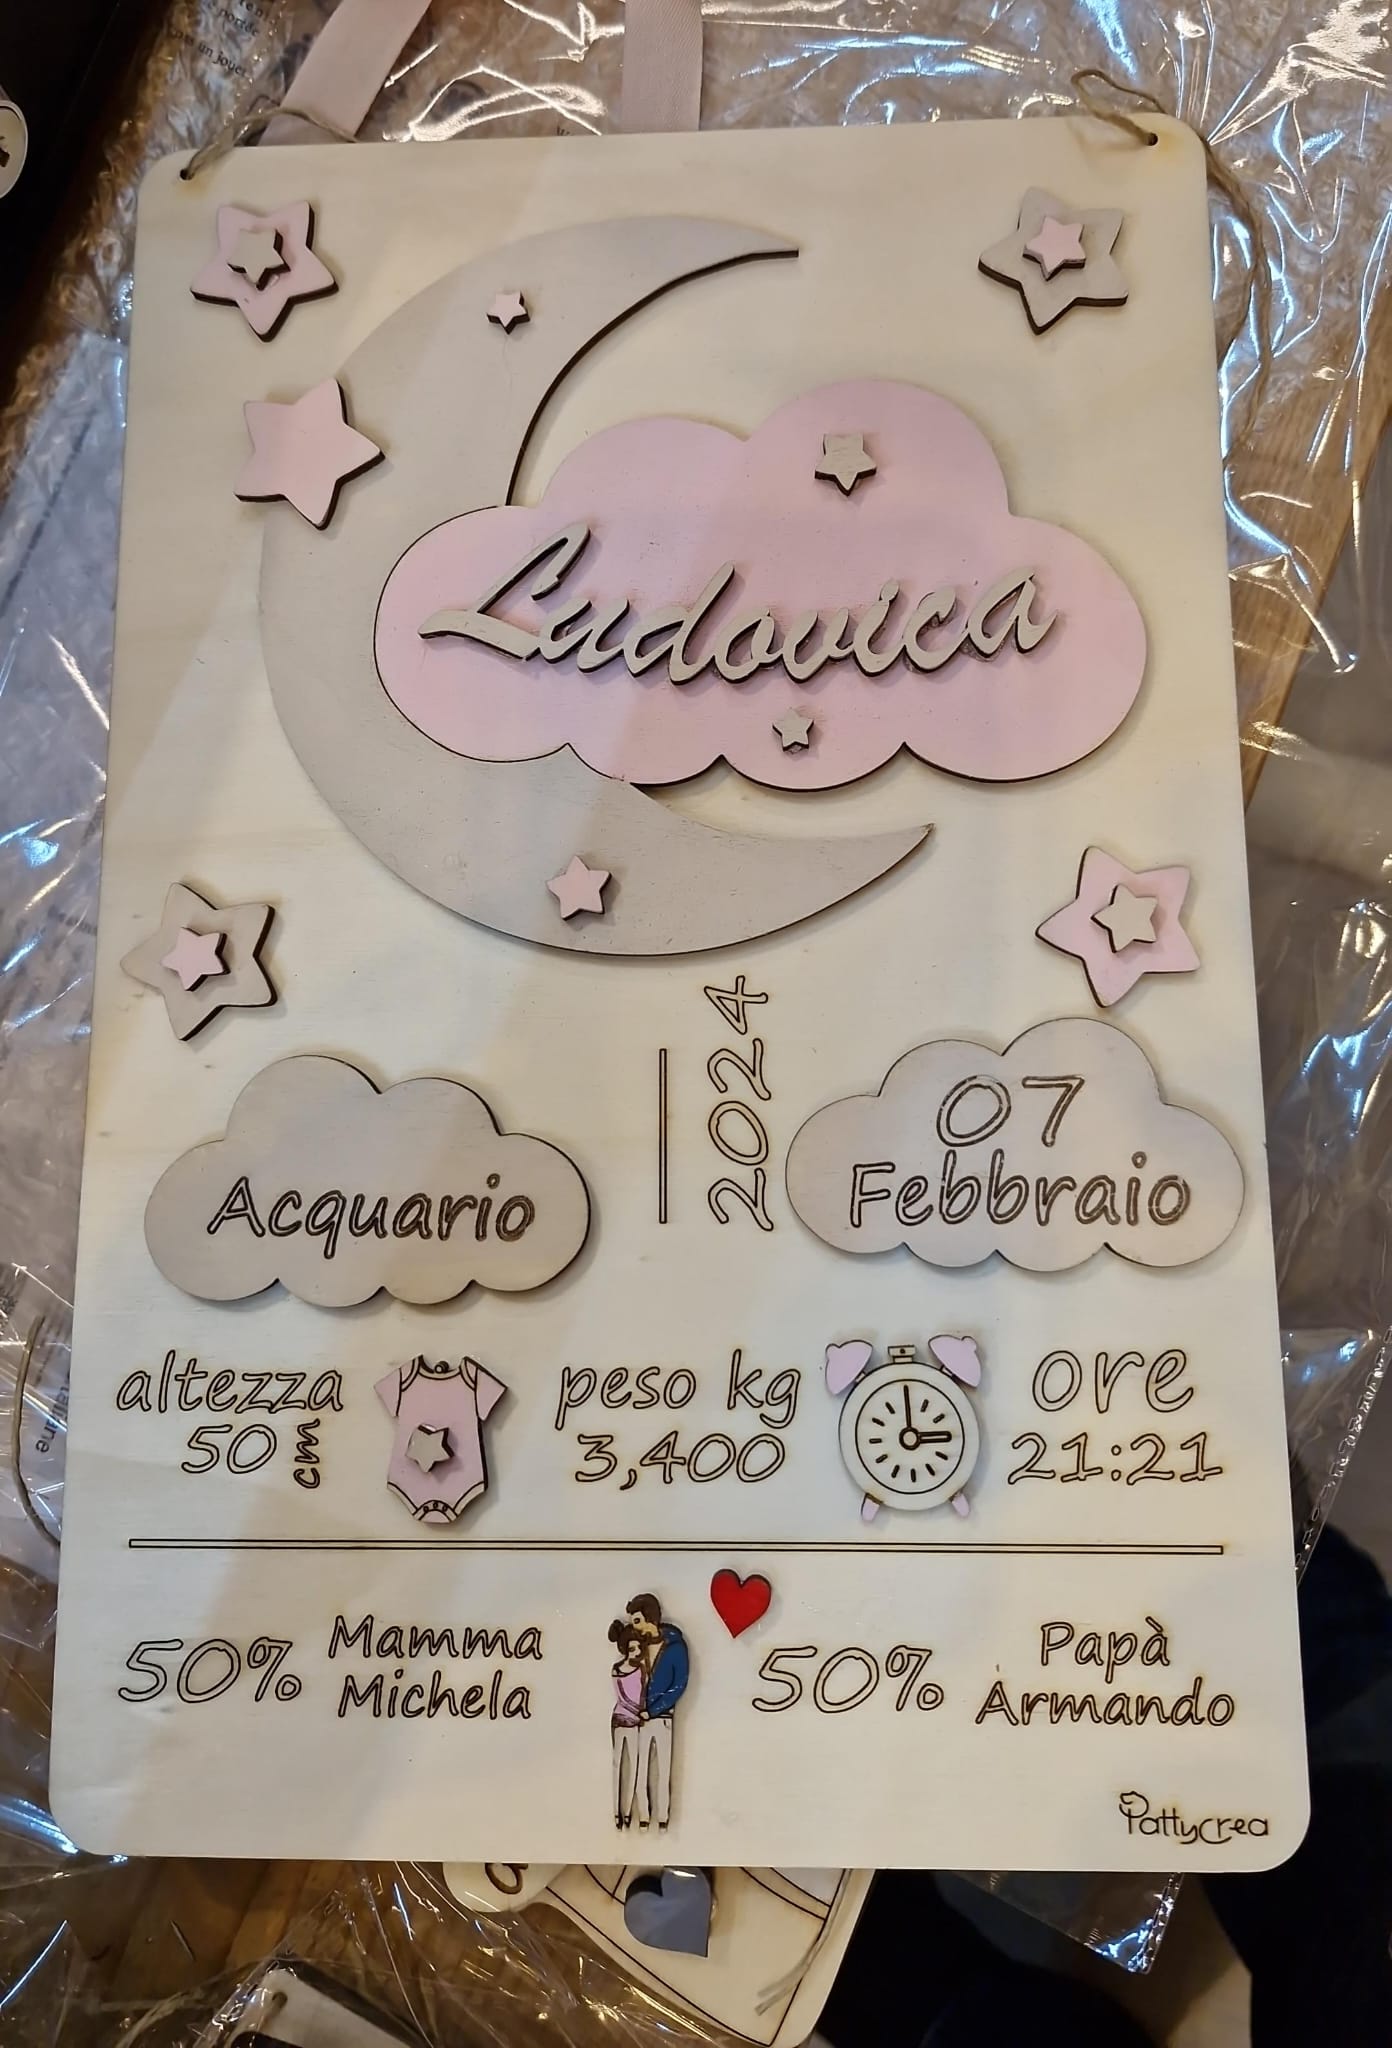 Ludovica
2024
Acquario
07
Febbraio
altezza
50 cm
peso kg
3,400
ore
21:21
50%
Mamma
Michela
50%
Papà
Armando
Pattycrea